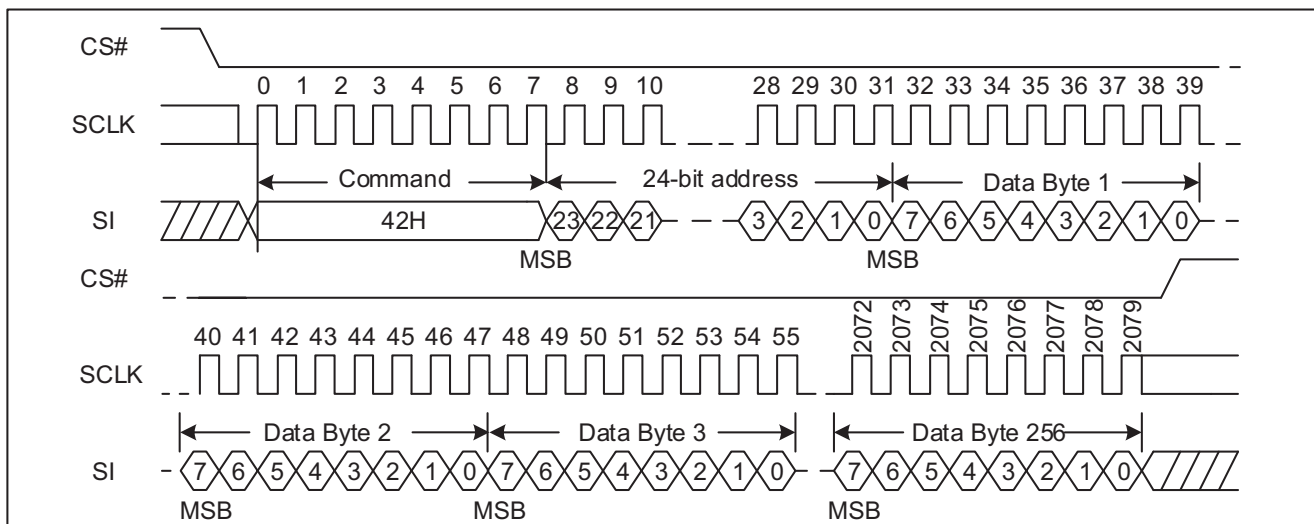 CS#
0 1 2 3 4 5 6 7 8 9 10 28 29 30 31 32 33 34 35 36 37 38 39
SCLK
Command 24-bit address Data Byte 1
SI 42H 23 22 21 3 2 1 0 7 6 5 4 3 2 1 0
MSB MSB
CS#
40 41 42 43 44 45 46 47 48 49 50 51 52 53 54 55 2072 2073 2074 2075 2076 2077 2078 2079
SCLK
Data Byte 2 Data Byte 3 Data Byte 256
SI 7 6 5 4 3 2 1 0 7 6 5 4 3 2 1 0 7 6 5 4 3 2 1 0
MSB MSB MSB